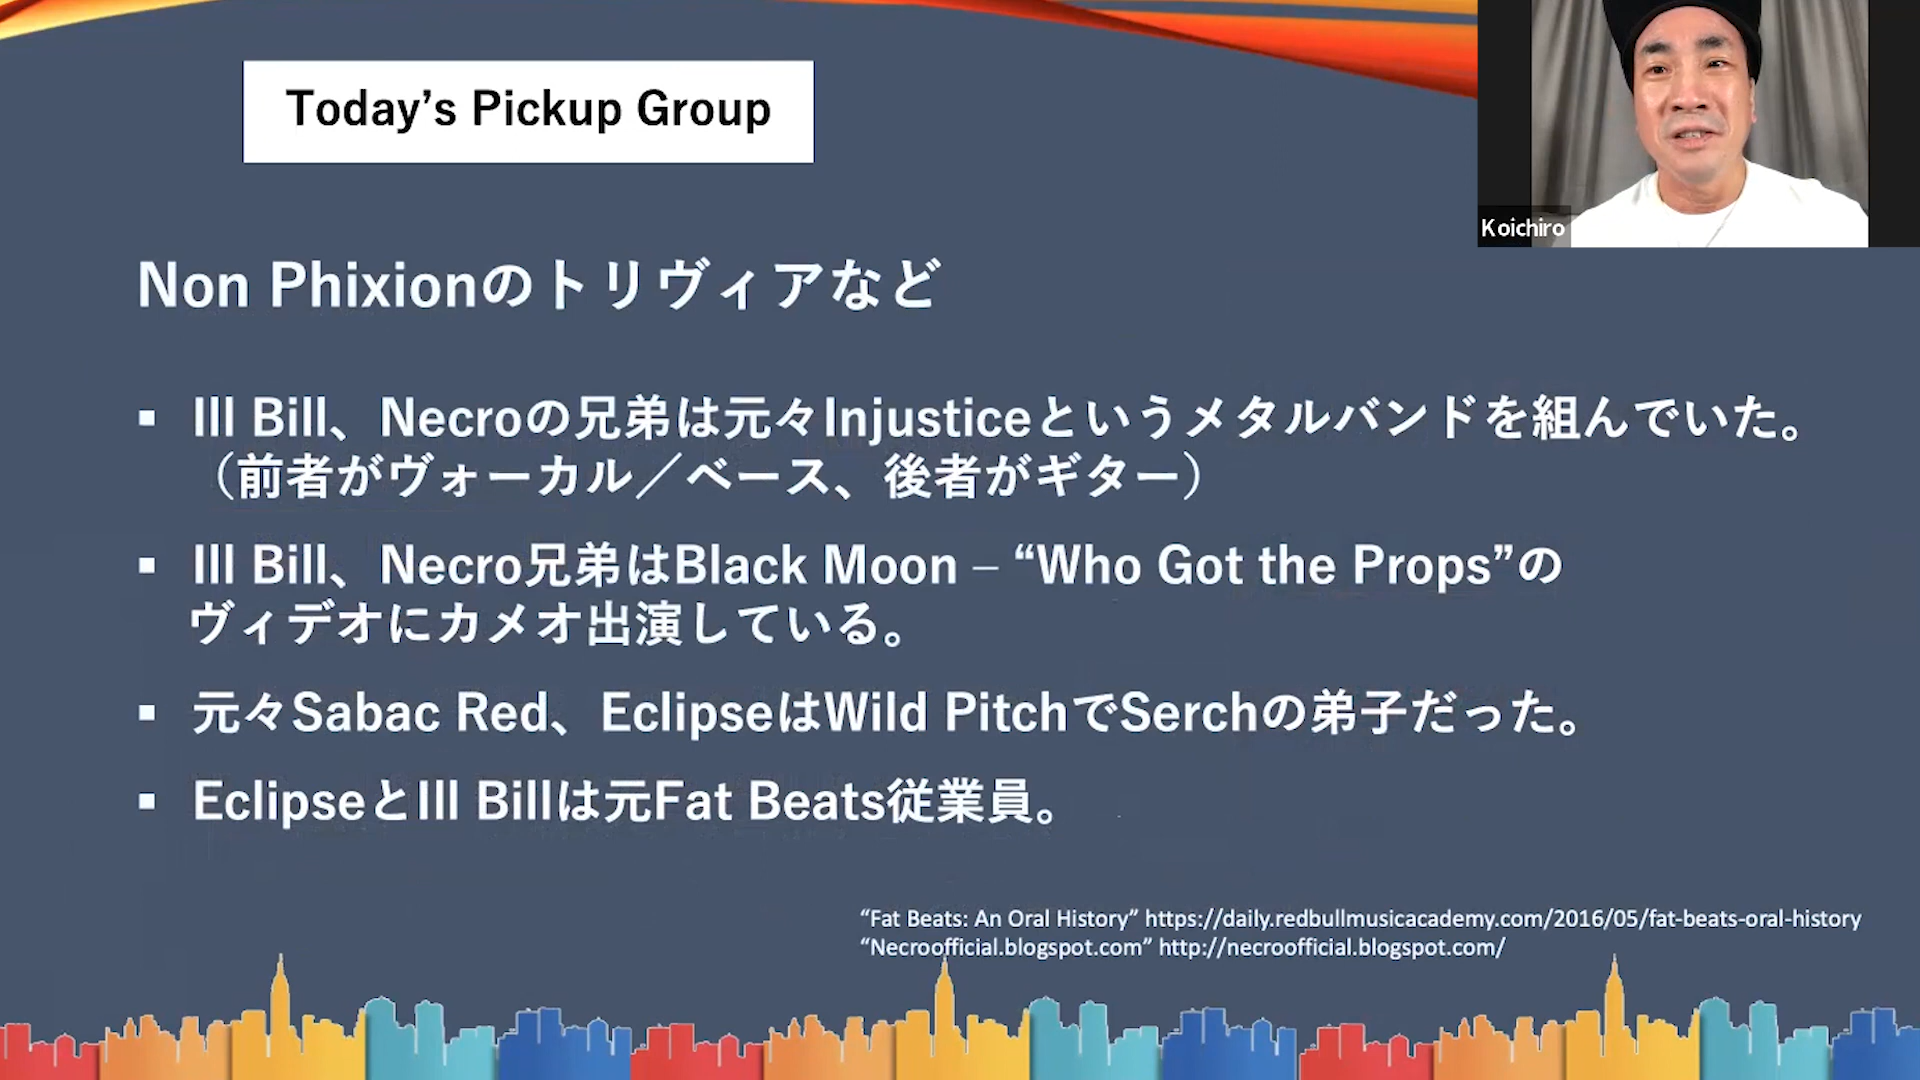 Today’s Pickup Group
Koichiro
Non Phixionのトリヴィアなど
▪ Ill Bill、Necroの兄弟は元々Injusticeというメタルバンドを組んでいた。
（前者がヴォーカル／ベース、後者がギター）
▪ Ill Bill、Necro兄弟はBlack Moon – “Who Got the Props”の
ヴィデオにカメオ出演している。
▪ 元々Sabac Red、EclipseはWild PitchでSerchの弟子だった。
▪ EclipseとIll Billは元Fat Beats従業員。
“Fat Beats: An Oral History” https://daily.redbullmusicacademy.com/2016/05/fat-beats-oral-history
“Necroofficial.blogspot.com” http://necroofficial.blogspot.com/